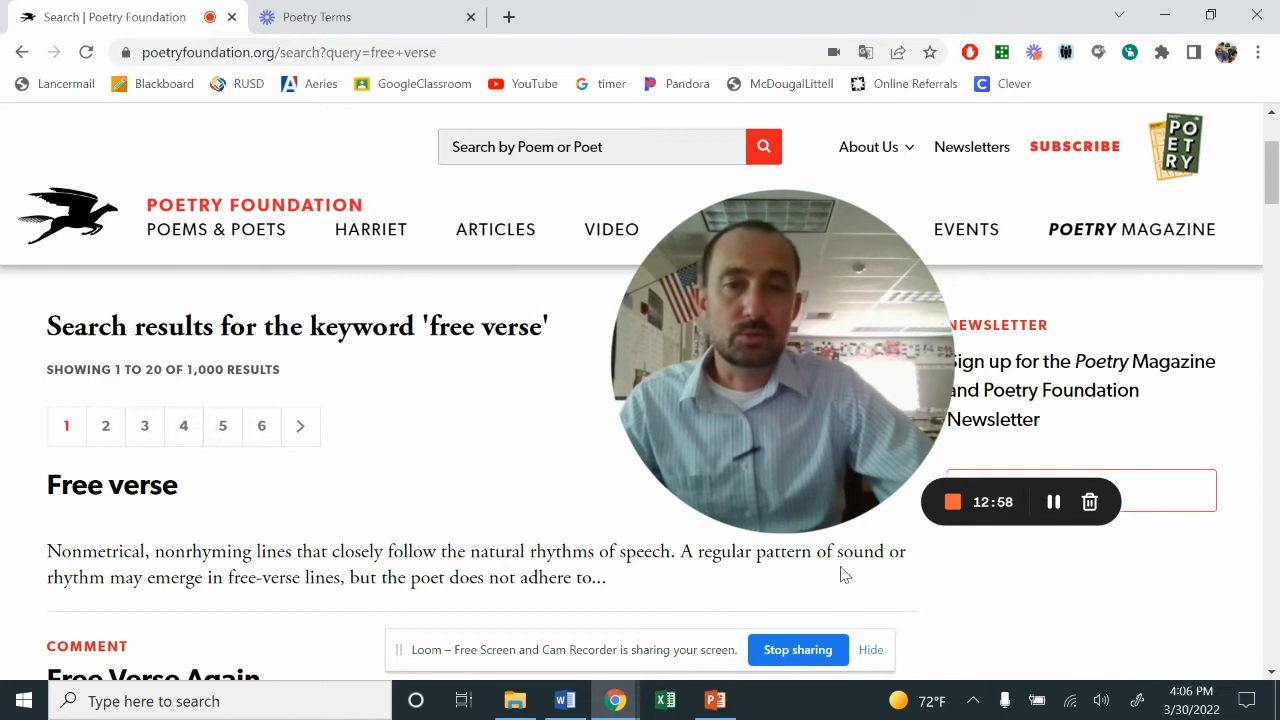 Search | Poetry Foundation
Poetry Terms
poetryfoundation.org/search?query=free+verse
Lancermail
Blackboard
RUSD
Aeries
GoogleClassroom
YouTube
timer
Pandora
McDougalLittell
Online Referrals
Clever
Search by Poem or Poet
About Us
Newsletters
SUBSCRIBE
PO
ET
RY
POETRY FOUNDATION
POEMS & POETS
HARRIET
ARTICLES
VIDEO
EVENTS
POETRY MAGAZINE
Search results for the keyword 'free verse'
SHOWING 1 TO 20 OF 1,000 RESULTS
1 2 3 4 5 6 >
NEWSLETTER
Sign up for the Poetry Magazine
and Poetry Foundation
Newsletter
12:58
Free verse
Nonmetrical, nonrhyming lines that closely follow the natural rhythms of speech. A regular pattern of sound or
rhythm may emerge in free-verse lines, but the poet does not adhere to...
COMMENT
Free Verse Again
Loom – Free Screen and Cam Recorder is sharing your screen.
Stop sharing
Hide
Type here to search
72°F
4:06 PM
3/30/2022